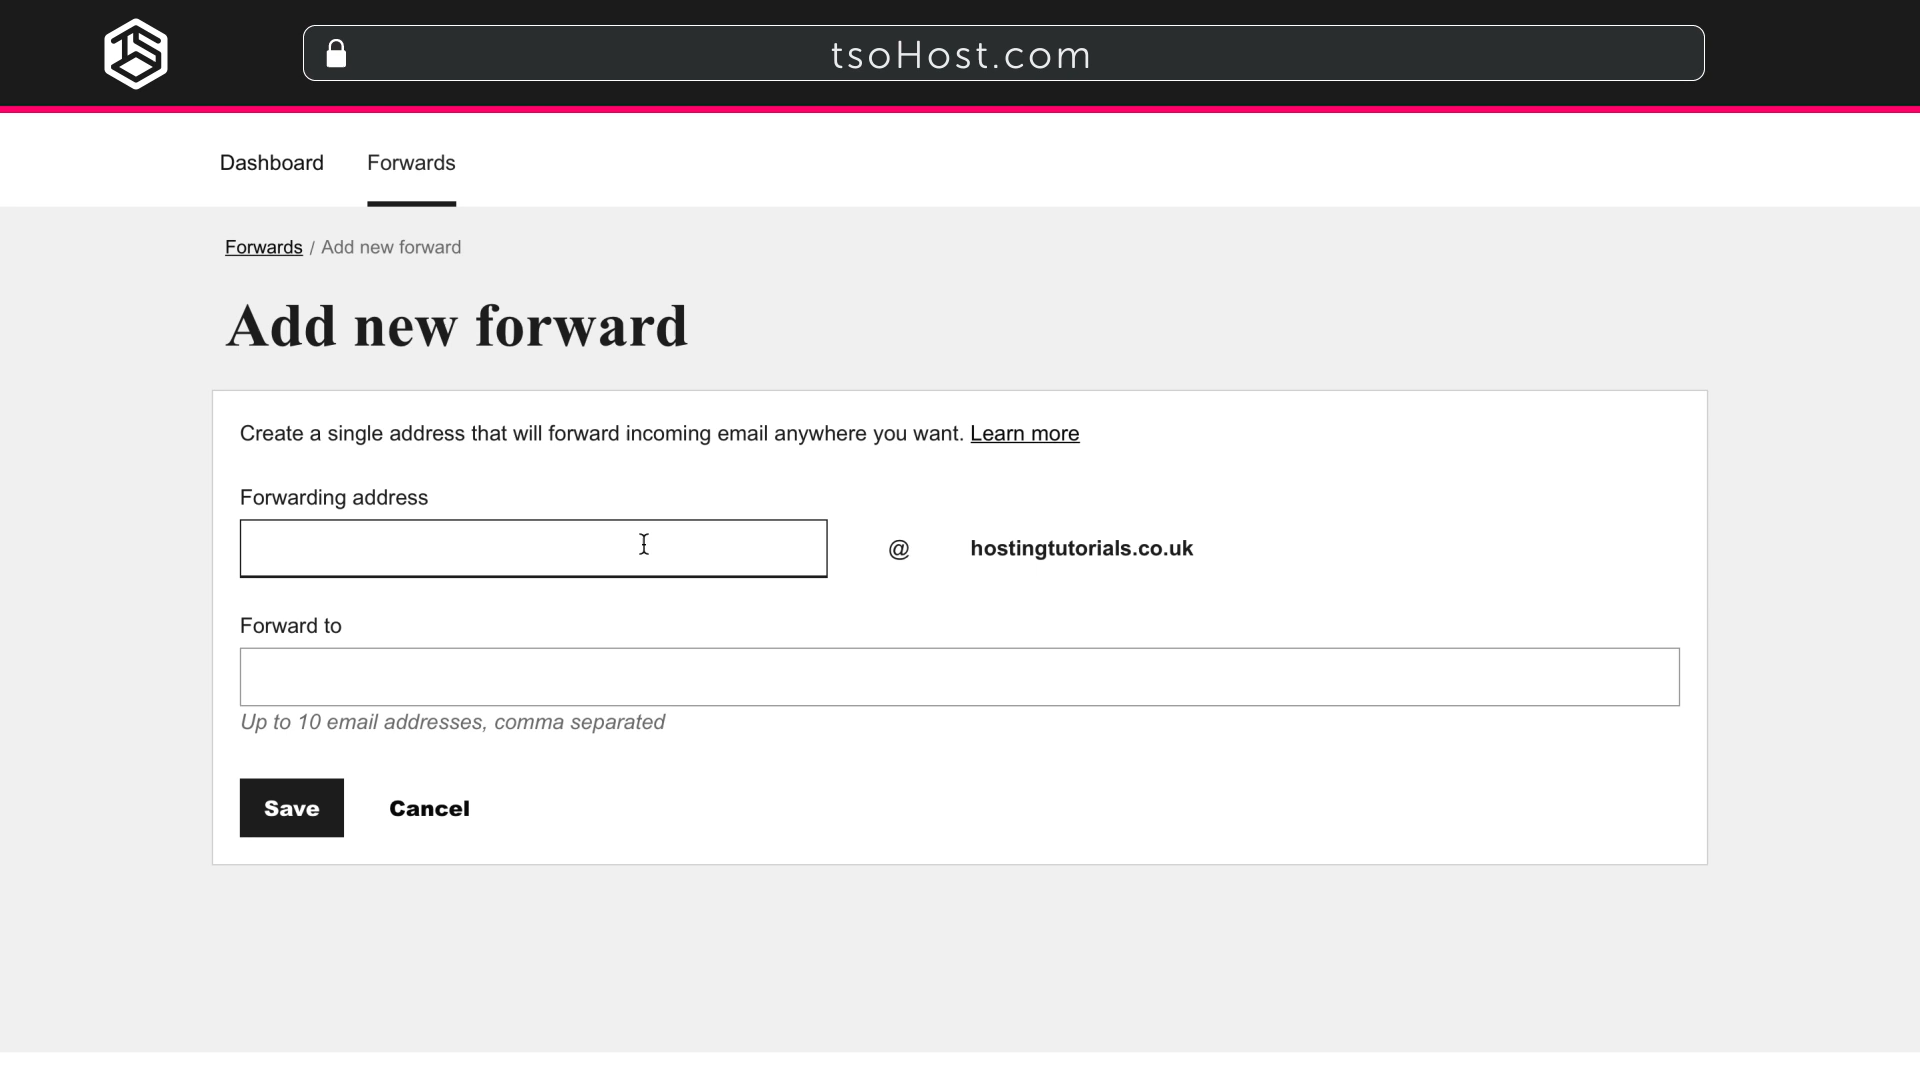 tsoHost.com
Dashboard Forwards
Forwards / Add new forward
Add new forward
Create a single address that will forward incoming email anywhere you want. Learn more
Forwarding address
@ hostingtutorials.co.uk
Forward to
Up to 10 email addresses, comma separated
Save Cancel